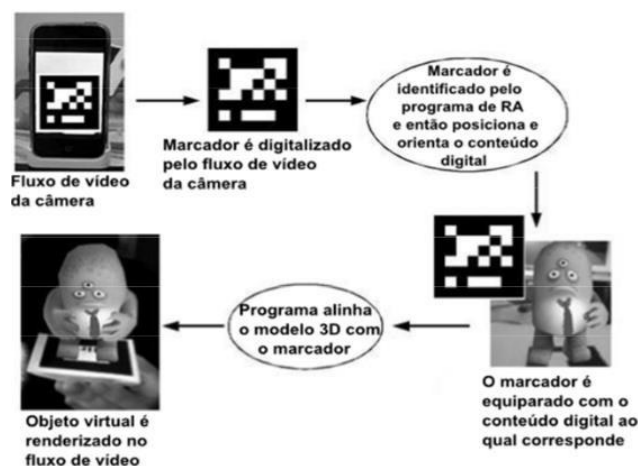 Fluxo de vídeo
da câmera
Marcador é digitalizado
pelo fluxo de vídeo
da câmera
Marcador é
identificado pelo
programa de RA
e então posiciona e
orienta o conteúdo
digital
O marcador é
equiparado com o
conteúdo digital ao
qual corresponde
Programa alinha
o modelo 3D com
o marcador
Objeto virtual é
renderizado no
fluxo de vídeo